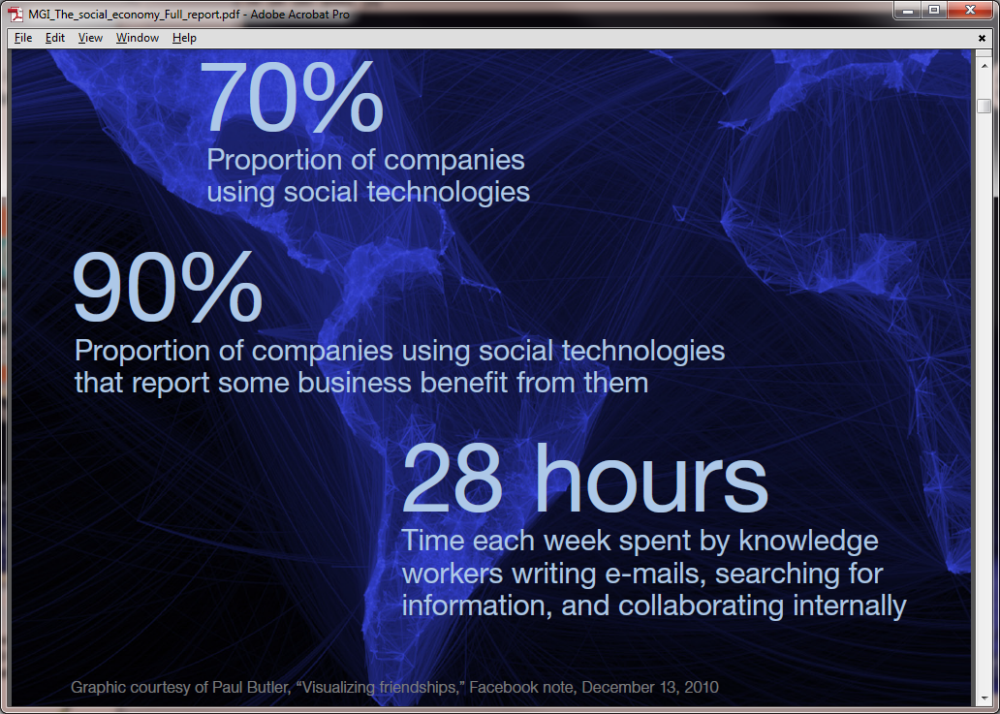 MGI_The_social_economy_Full_report.pdf - Adobe Acrobat Pro
File Edit View Window Help
70%
Proportion of companies
using social technologies
90%
Proportion of companies using social technologies
that report some business benefit from them
28 hours
Time each week spent by knowledge
workers writing e-mails, searching for
information, and collaborating internally
Graphic courtesy of Paul Butler, “Visualizing friendships,” Facebook note, December 13, 2010